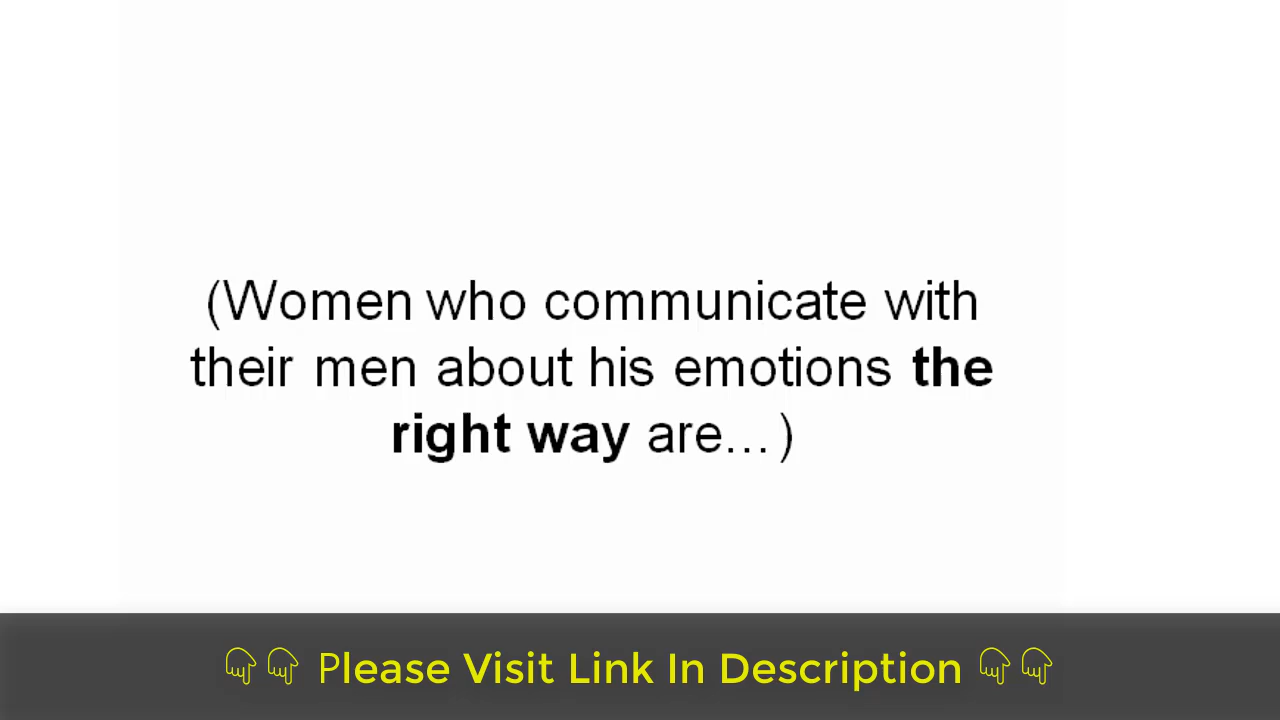 (Women who communicate with
their men about his emotions the
right way are...)
👇👇 Please Visit Link In Description 👇👇